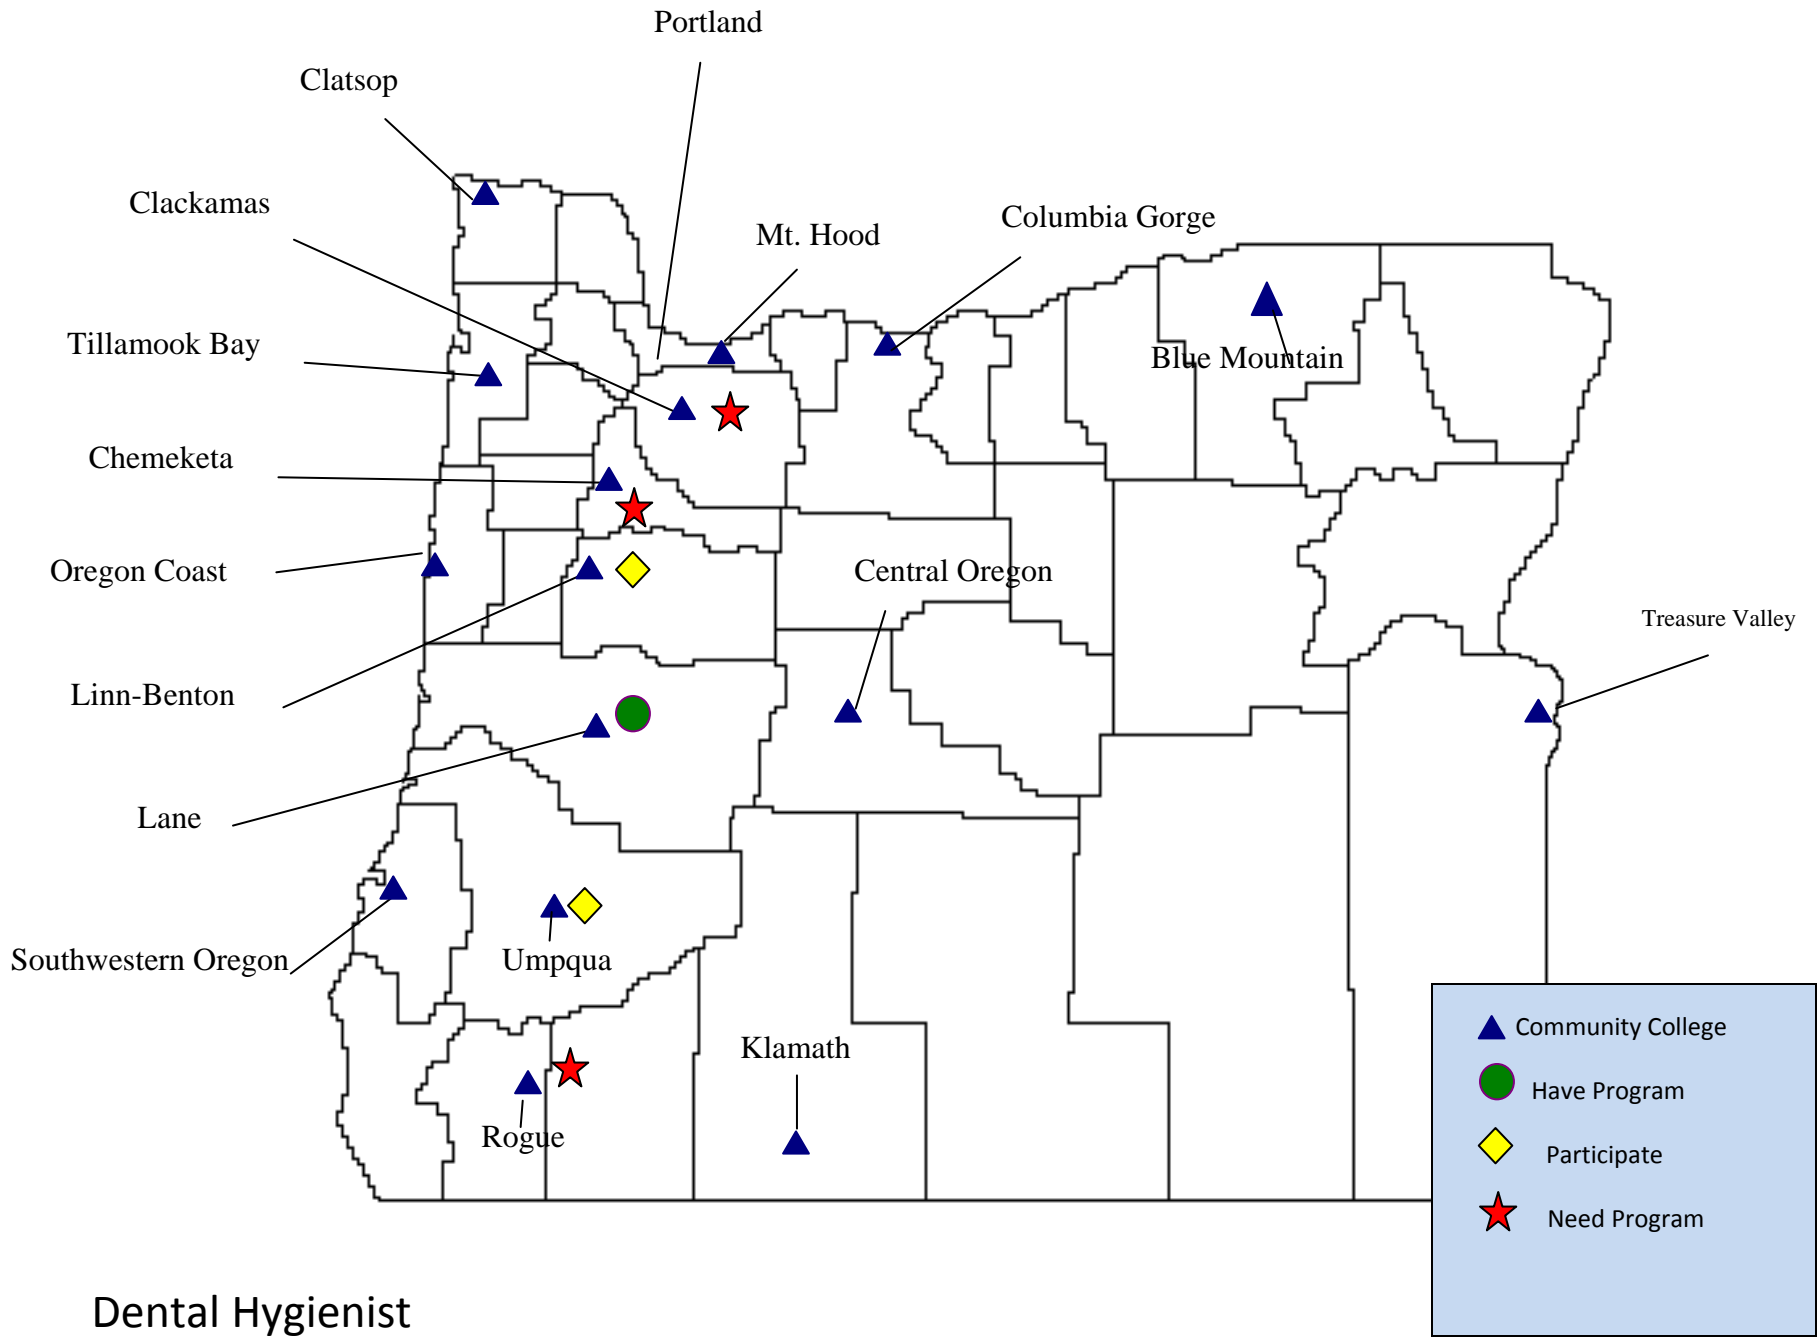 Portland
Clatsop
Clackamas
Mt. Hood
Columbia Gorge
Tillamook Bay
Blue Mountain
Chemeketa
Oregon Coast
Central Oregon
Treasure Valley
Linn-Benton
Lane
Southwestern Oregon
Umpqua
Klamath
Rogue
Community College
Have Program
Participate
Need Program
Dental Hygienist